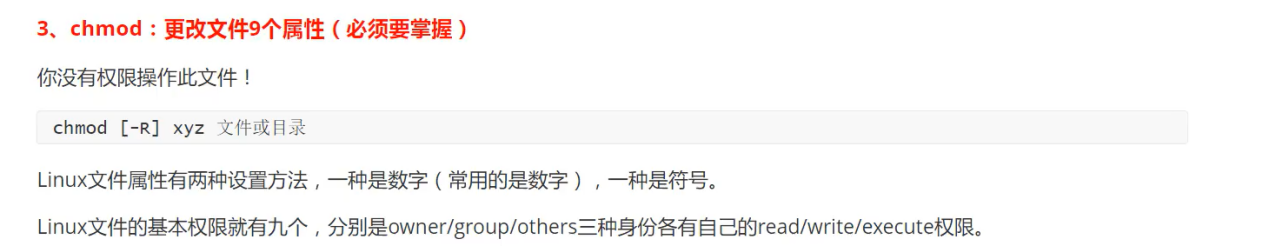 3、chmod：更改文件9个属性（必须要掌握）
你没有权限操作此文件！
chmod [-R] xyz 文件或目录
Linux文件属性有两种设置方法，一种是数字（常用的是数字），一种是符号。
Linux文件的基本权限就有九个，分别是owner/group/others三种身份各有自己的read/write/execute权限。